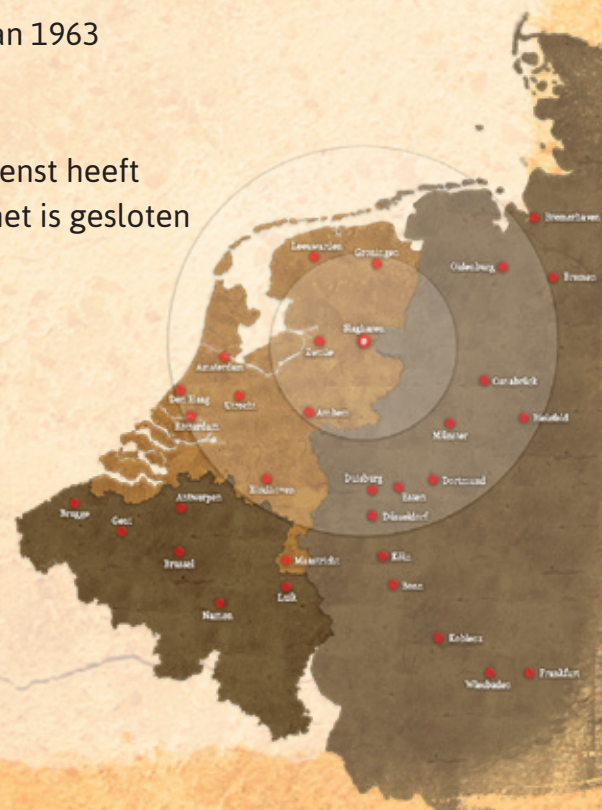 an 1963
enst heeft
et is gesloten
Bremerhaven
Leeuwarden
Groningen
Oldenburg
Bremen
Slagharen
Zwolle
Amsterdam
Osnabrück
Den Haag
Utrecht
Arnhem
Bielefeld
Rotterdam
Münster
Eindhoven
Duisburg
Dortmund
Essen
Antwerpen
Brugge
Düsseldorf
Gent
Brussel
Maastricht
Köln
Luik
Bonn
Namen
Koblenz
Wiesbaden
Frankfurt